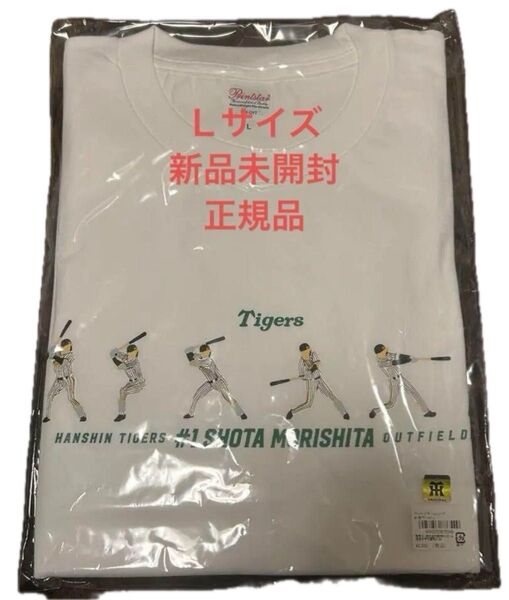 Printstar
L
Lサイズ
新品未開封
正規品
Tigers
HANSHIN TIGERS #1 SHOTA MORISHITA OUTFIELD